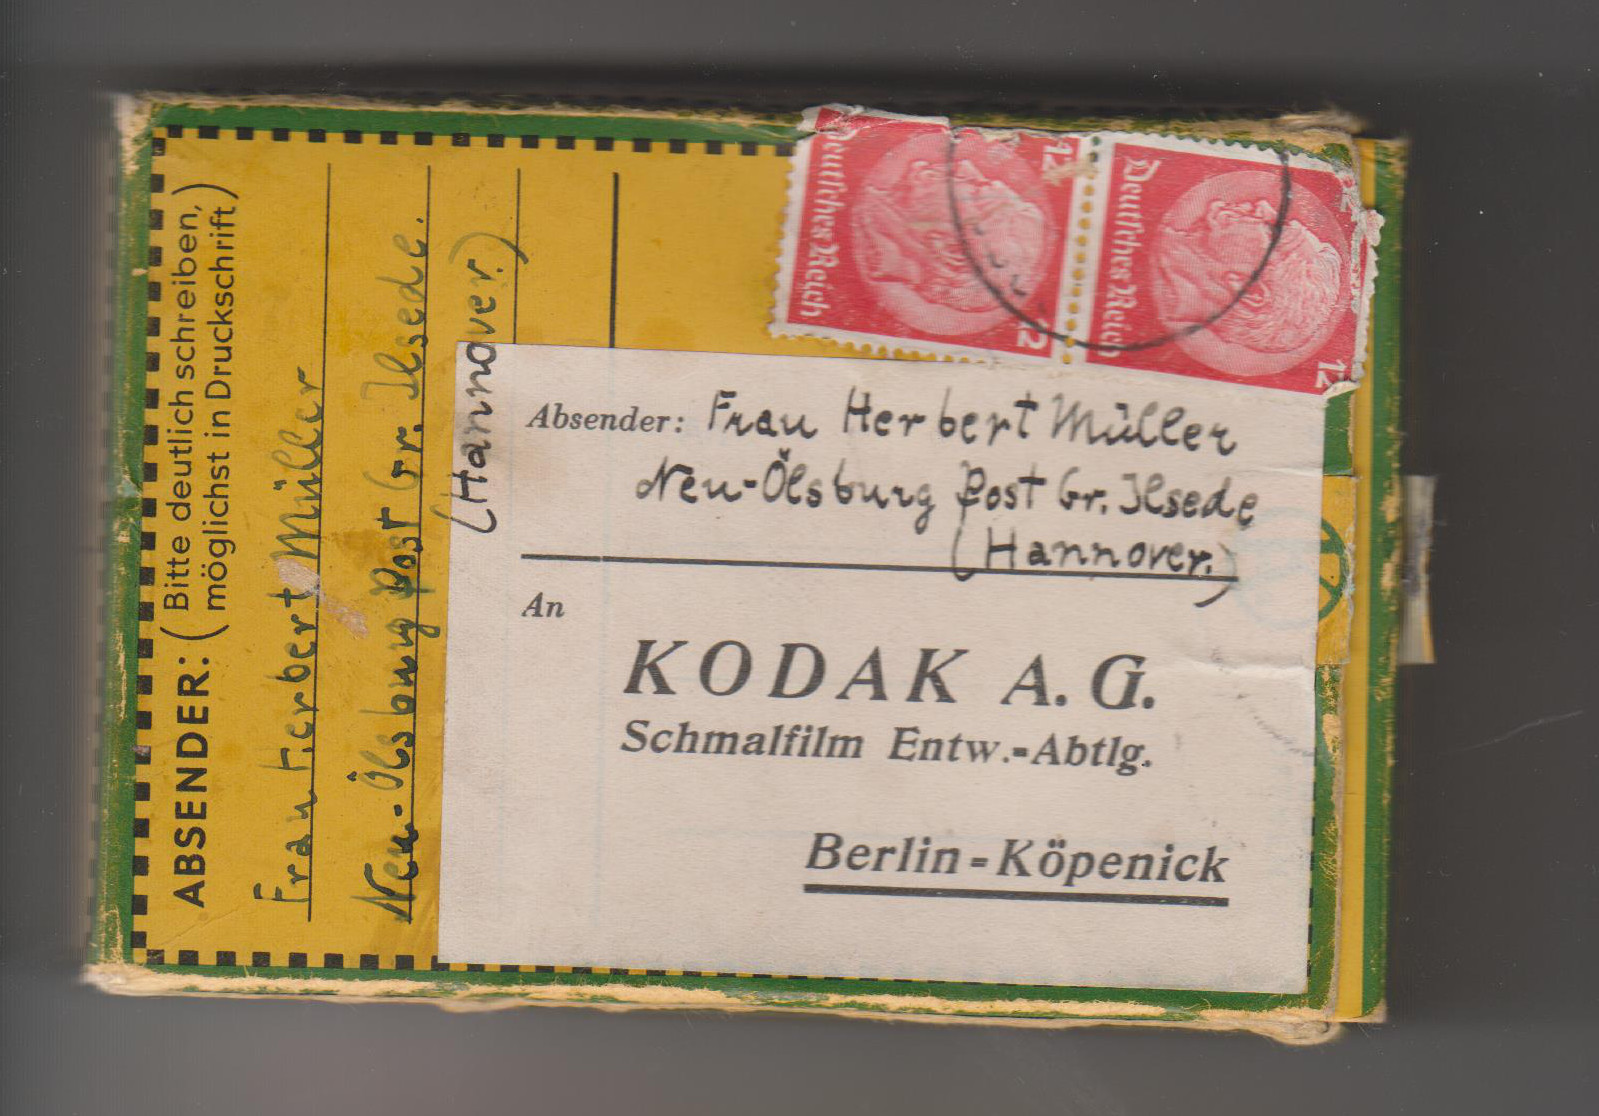 ABSENDER: (Bitte deutlich schreiben,
möglichst in Druckschrift)
Frau Herbert Müller
Neu-Ölsburg Post Gr. Ilsede.
(Hannover.)
Deutsches Reich
12
12
Deutsches Reich
12
Absender: Frau Herbert Müller
Neu-Ölsburg Post Gr. Ilsede
(Hannover.)
An
KODAK A. G.
Schmalfilm Entw.-Abtlg.
Berlin-Köpenick